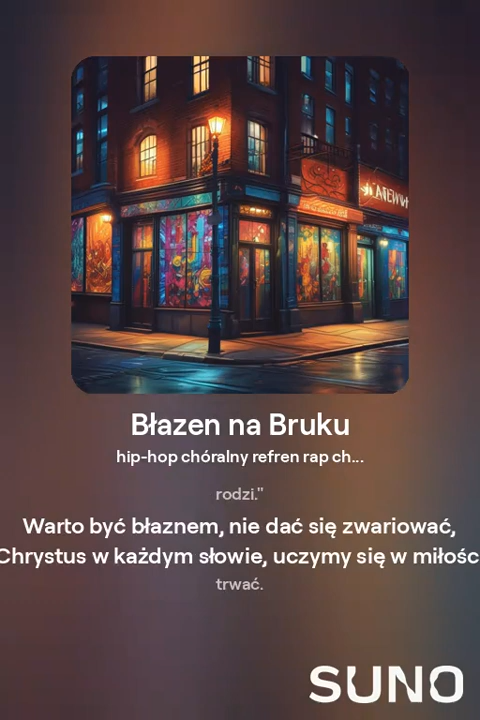 Błazen na Bruku
hip-hop chóralny refren rap ch...
rodzi."
Warto być błaznem, nie dać się zwariować,
Chrystus w każdym słowie, uczymy się w miłośc
trwać.
SUNO